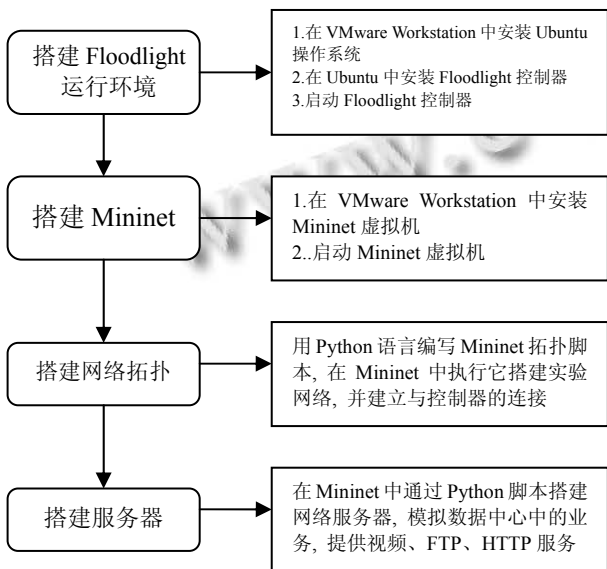 搭建 Floodlight
运行环境
1.在 VMware Workstation 中安装 Ubuntu
操作系统
2.在 Ubuntu 中安装 Floodlight 控制器
3.启动 Floodlight 控制器
搭建 Mininet
1.在 VMware Workstation 中安装
Mininet 虚拟机
2..启动 Mininet 虚拟机
搭建网络拓扑
用 Python 语言编写 Mininet 拓扑脚
本, 在 Mininet 中执行它搭建实验
网络, 并建立与控制器的连接
搭建服务器
在 Mininet 中通过 Python 脚本搭建
网络服务器, 模拟数据中心中的业
务, 提供视频、FTP、HTTP 服务